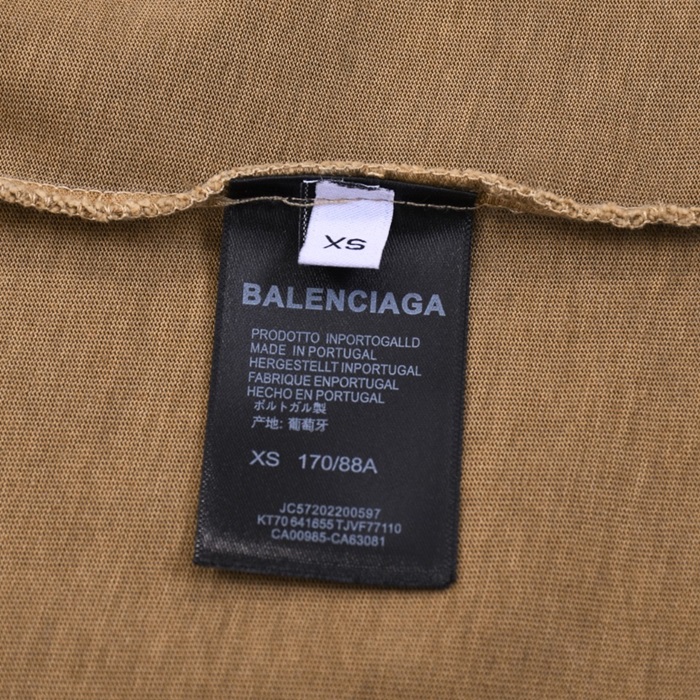 XS
BALENCIAGA
PRODOTTO INPORTOGALLD
MADE IN PORTUGAL
HERGESTELLT INPORTUGAL
FABRIQUE ENPORTUGAL
HECHO EN PORTUGAL
ボルトガル製
产地: 葡萄牙
XS 170/88A
JC57202200597
KT70 641655 TJVF77110
CA00985-CA63081